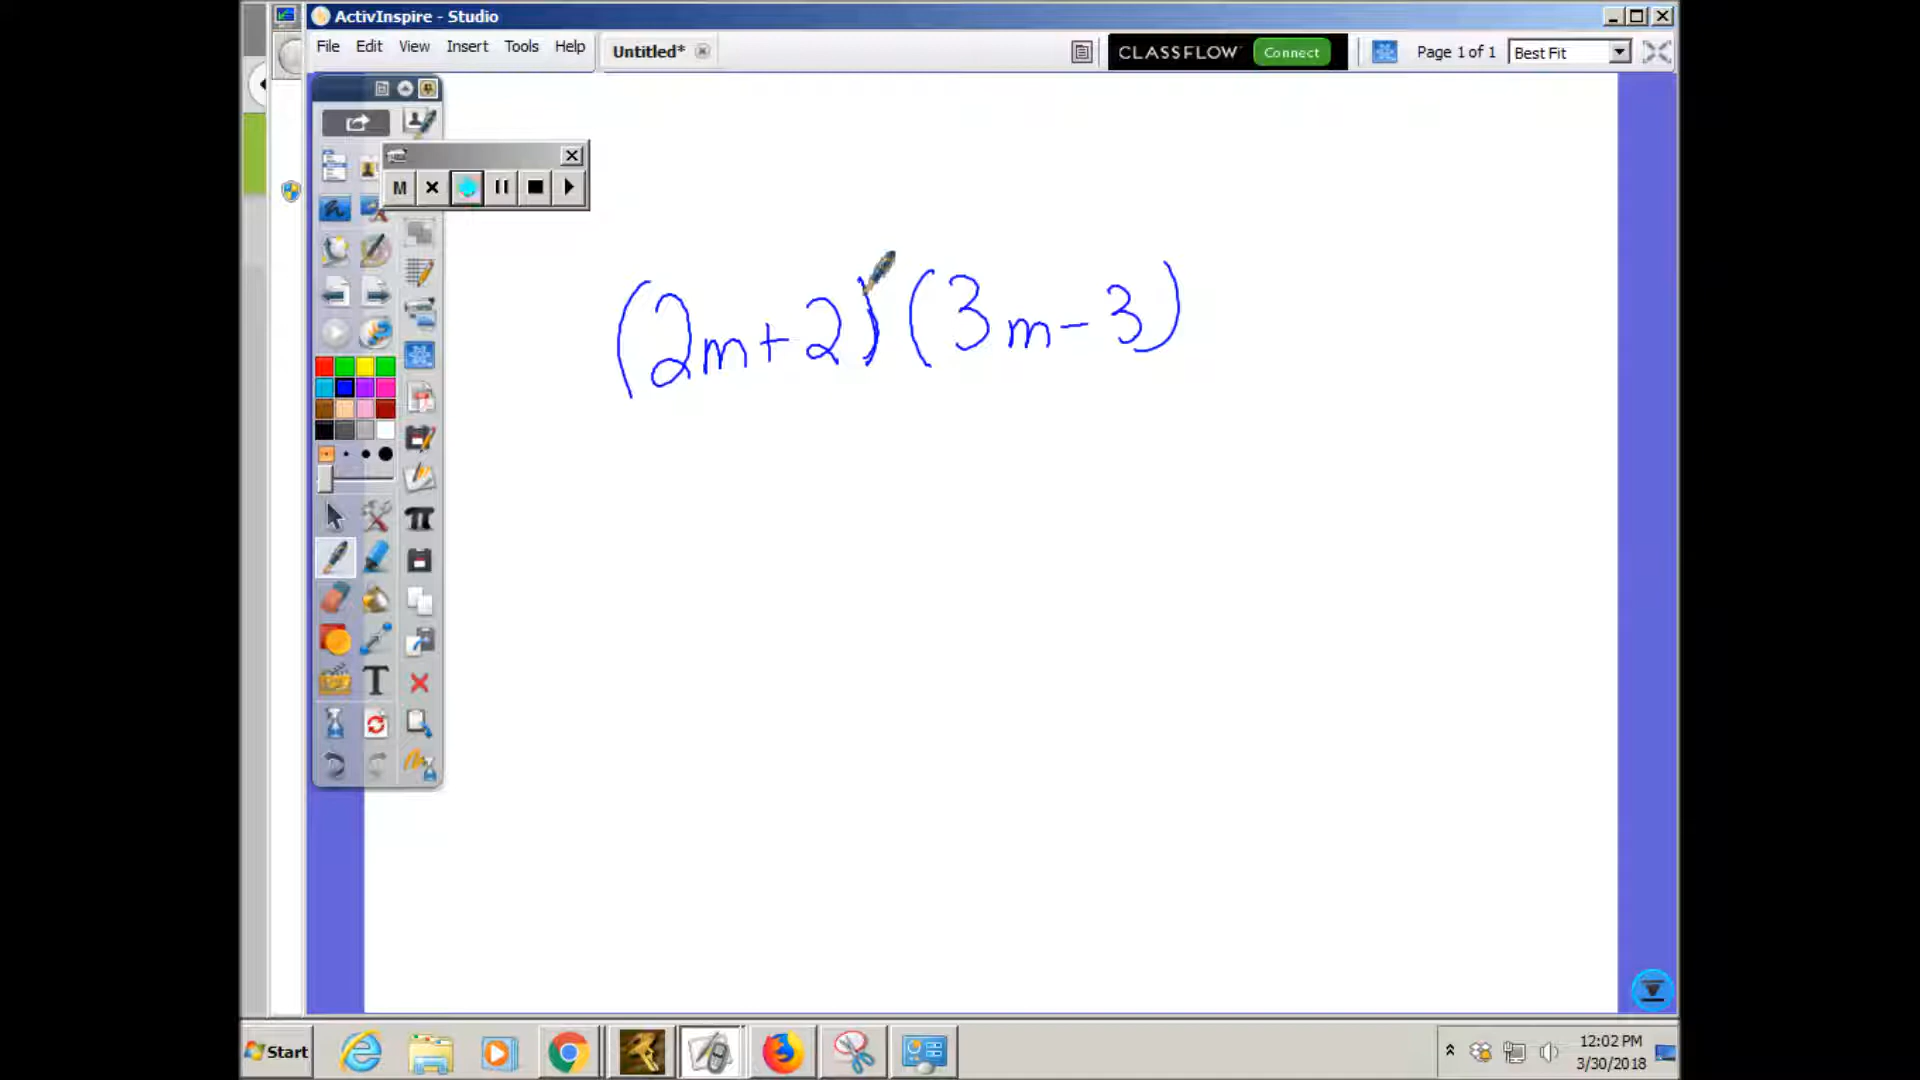 ActivInspire - Studio
File Edit View Insert Tools Help
Untitled*
CLASSFLOW Connect
Page 1 of 1 Best Fit
M
(2m+2)(3m-3)
T
Start
12:02 PM
3/30/2018